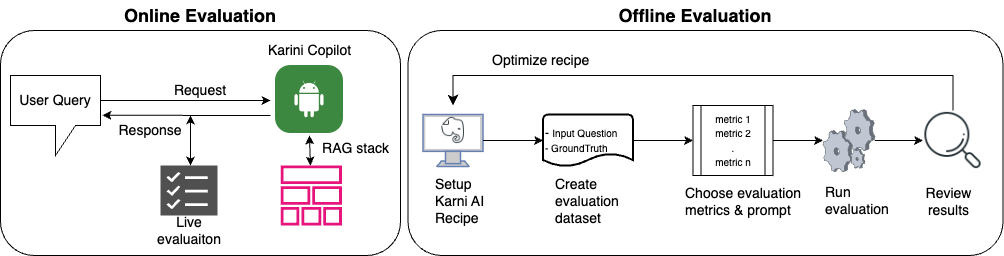 Online Evaluation
Karini Copilot
User Query
Request
Response
RAG stack
Live
evaluaiton
Offline Evaluation
Optimize recipe
- Input Question
- GroundTruth
metric 1
metric 2
.
metric n
Setup
Karni AI
Recipe
Create
evaluation
dataset
Choose evaluation
metrics & prompt
Run
evaluation
Review
results